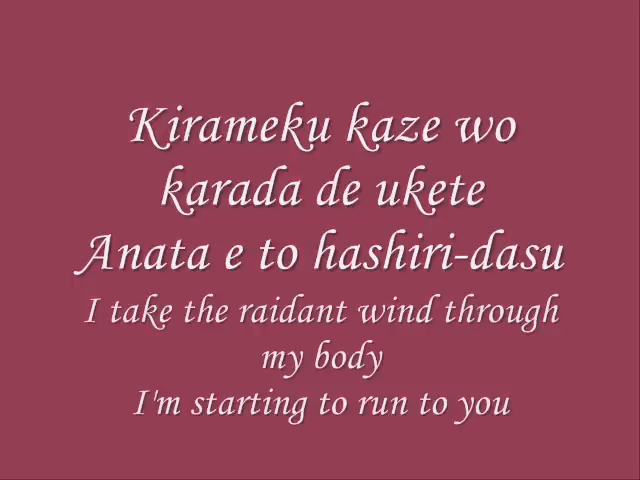 Kirameku kaze wo
karada de ukete
Anata e to hashiri-dasu
I take the raidant wind through
my body
I'm starting to run to you